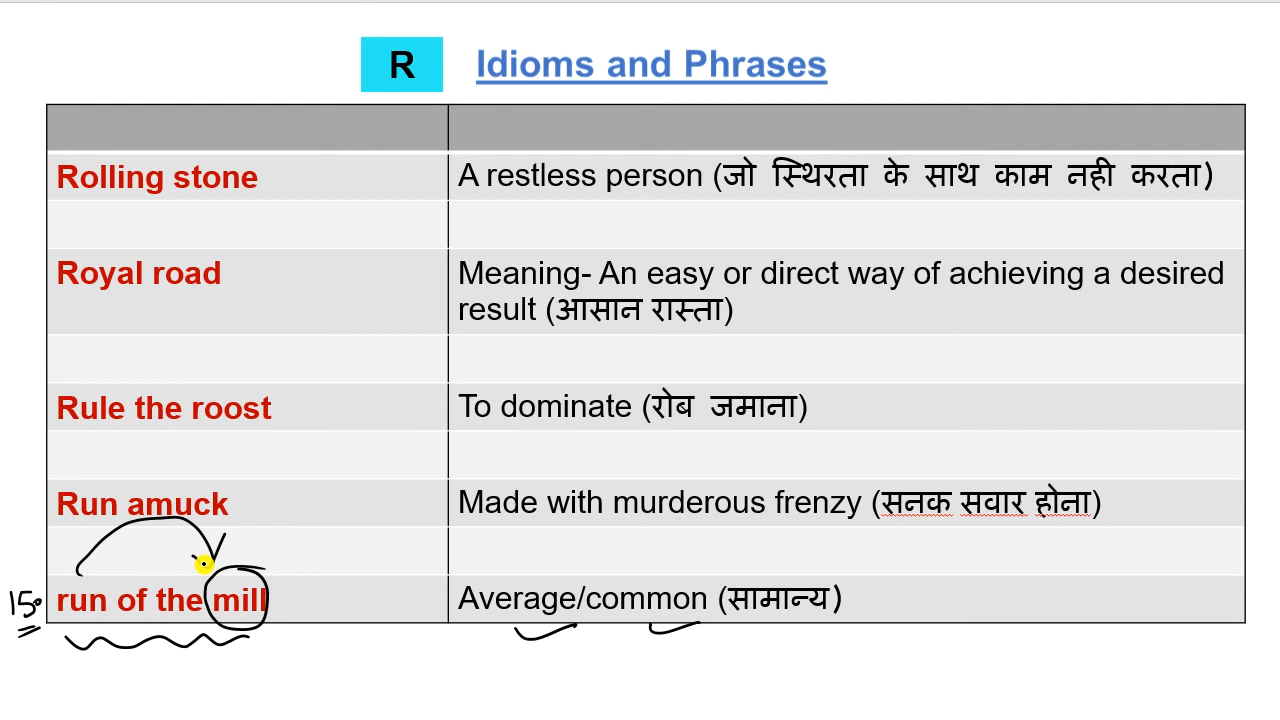 R Idioms and Phrases
Rolling stone A restless person (जो स्थिरता के साथ काम नही करता)
Royal road Meaning- An easy or direct way of achieving a desired
result (आसान रास्ता)
Rule the roost To dominate (रोब जमाना)
Run amuck Made with murderous frenzy (सनक सवार होना)
run of the mill Average/common (सामान्य)